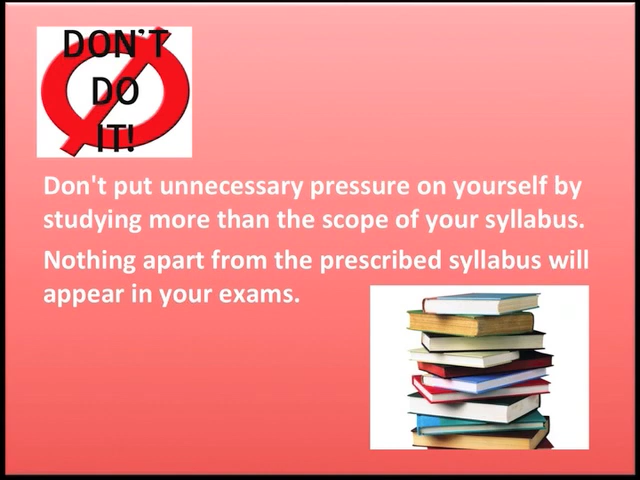 DON'T
DO
IT!
Don't put unnecessary pressure on yourself by
studying more than the scope of your syllabus.
Nothing apart from the prescribed syllabus will
appear in your exams.